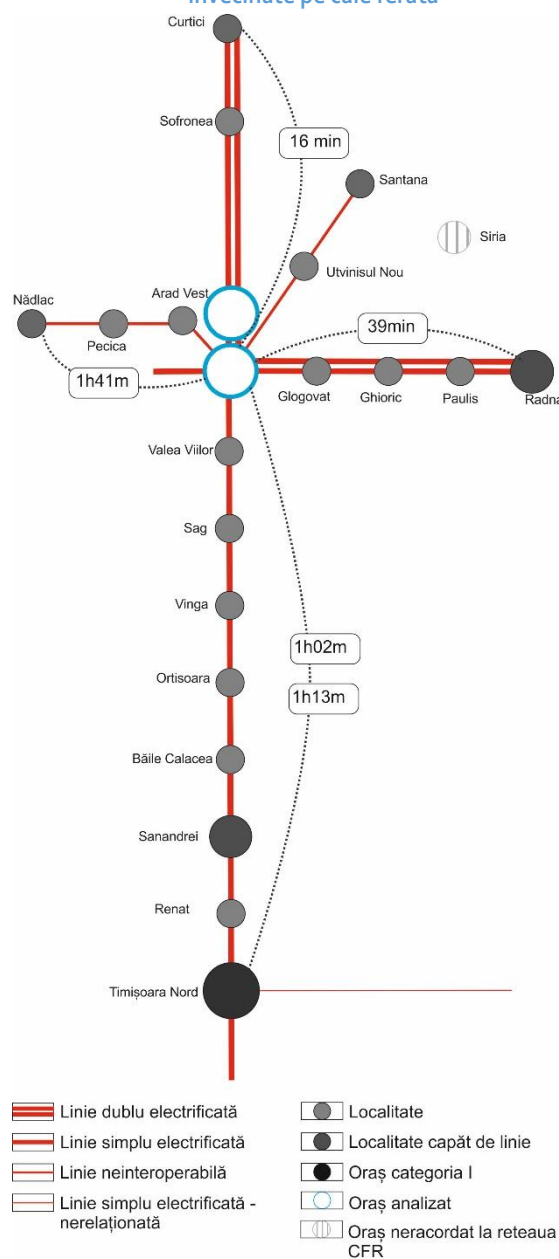 învecinate pe cale ferată
Curtici
Sofronea
16 min
Santana
Siria
Utvinisul Nou
Arad Vest
Nădlac
Pecica
39min
1h41m
Glogovat
Ghioric
Paulis
Radna
Valea Viilor
Sag
Vinga
1h02m
Ortisoara
1h13m
Băile Calacea
Sanandrei
Renat
Timișoara Nord
Linie dublu electrificată
Linie simplu electrificată
Linie neinteroperabilă
Linie simplu electrificată -
nerelaționată
Localitate
Localitate capăt de linie
Oraș categoria I
Oraș analizat
Oraș neracordat la reteaua
CFR